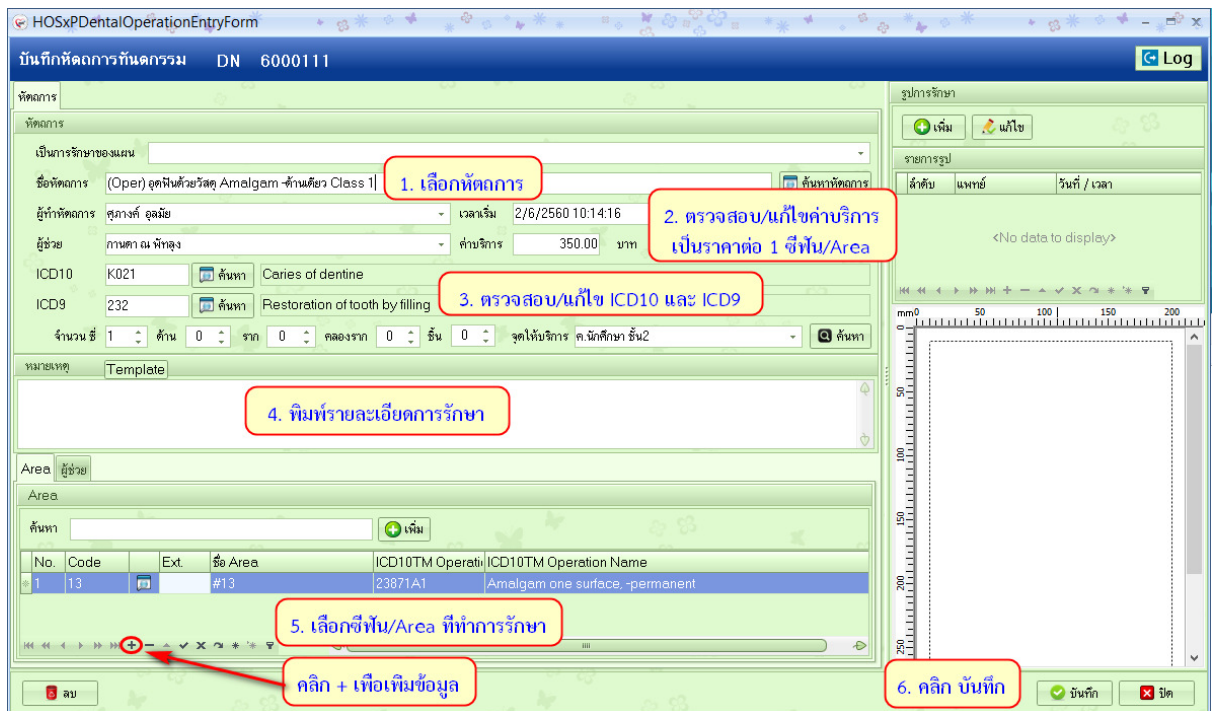 HOSxPDentalOperationEntryForm
บันทึกหัตถการทันตกรรม DN 6000111
Log
หัตถการ
หัตถการ
เป็นการรักษาของแผน
ชื่อหัตถการ (Oper) อุดฟันด้วยวัสดุ Amalgam -ด้านเดียว Class 1
ค้นหาหัตถการ
1. เลือกหัตถการ
ผู้ทำหัตถการ ศุภางค์ อุลมัย เวลาเริ่ม 2/6/2560 10:14:16
2. ตรวจสอบ/แก้ไขค่าบริการ
เป็นราคาต่อ 1 ซี่ฟัน/Area
ผู้ช่วย กานดา ณ พัทลุง ค่าบริการ 350.00 บาท
ICD10 K021 ค้นหา Caries of dentine
3. ตรวจสอบ/แก้ไข ICD10 และ ICD9
ICD9 232 ค้นหา Restoration of tooth by filling
จำนวน ซี่ 1 ด้าน 0 ราก 0 คลองราก 0 ชิ้น 0 จุดให้บริการ ค.นักศึกษา ชั้น2 ค้นหา
หมายเหตุ Template
4. พิมพ์รายละเอียดการรักษา
Area ผู้ช่วย
Area
ค้นหา เพิ่ม
No. Code Ext. ชื่อ Area ICD10TM Operati ICD10TM Operation Name
1 13 #13 23871A1 Amalgam one surface, -permanent
5. เลือกซี่ฟัน/Area ที่ทำการรักษา
คลิก + เพื่อเพิ่มข้อมูล
ลบ
รูปการรักษา
เพิ่ม แก้ไข
รายการรูป
ลำดับ แพทย์ วันที่ / เวลา
<No data to display>
mm 0 50 100 150 200
50
100
150
200
250
6. คลิก บันทึก
บันทึก ปิด